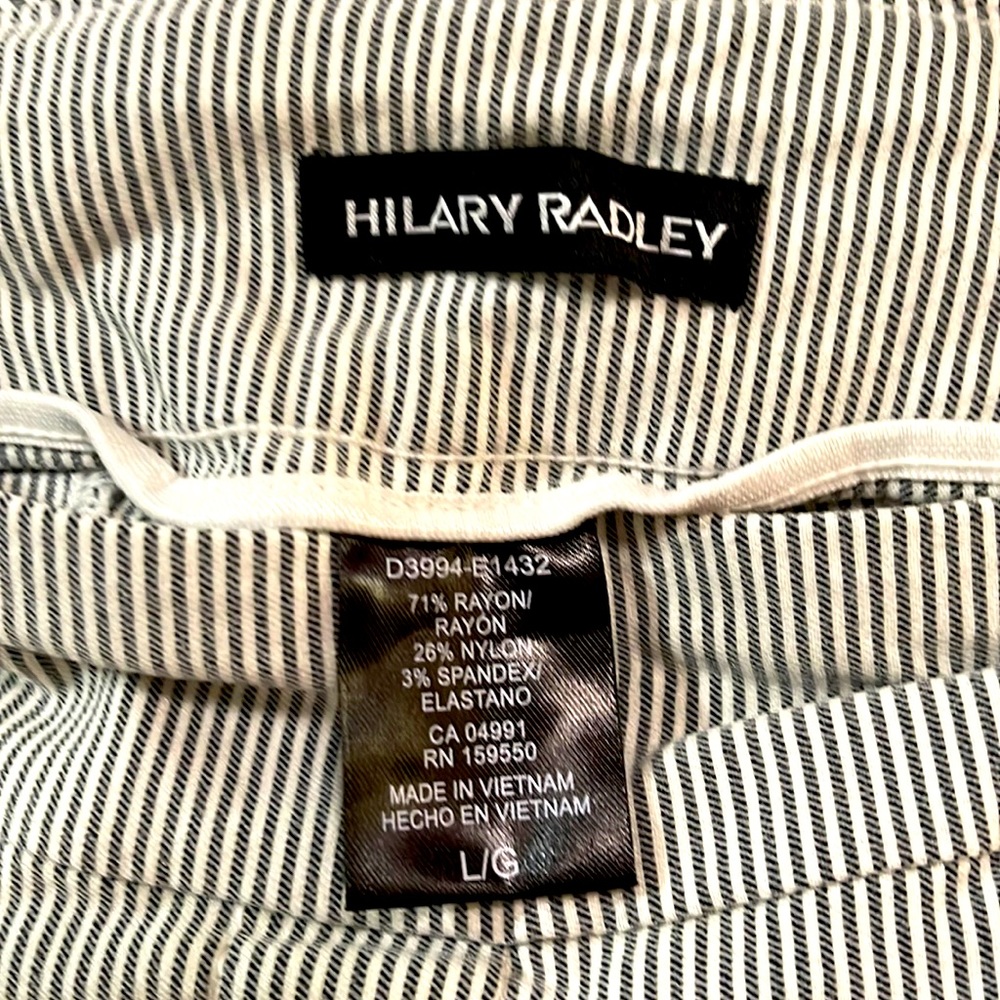 HILARY RADLEY
D3994-E1432
71% RAYON/
RAYON
26% NYLON
3% SPANDEX/
ELASTANO
CA 04991
RN 159550
MADE IN VIETNAM
HECHO EN VIETNAM
L/G